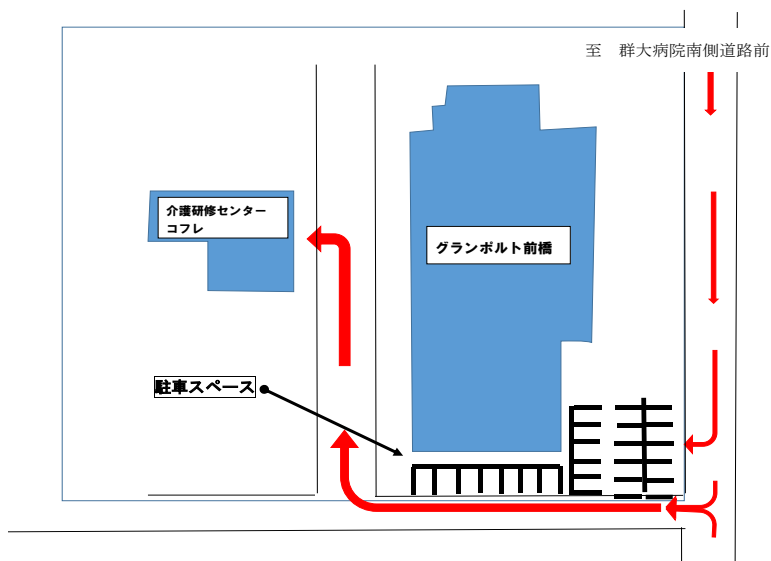 至　群大病院南側道路前
介護研修センター
コフレ
グランボルト前橋
駐車スペース